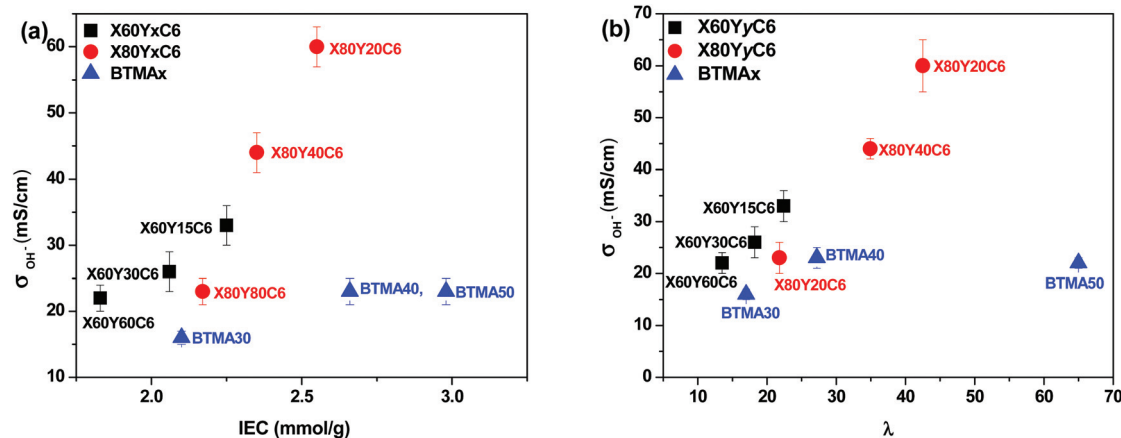 (a)
X60YxC6
X80YxC6
BTMAx
X80Y20C6
X80Y40C6
X60Y15C6
X60Y30C6
X80Y80C6
X60Y60C6
BTMA40,
BTMA50
BTMA30
60
50
40
30
20
10
2.0
2.5
3.0
σOH- (mS/cm)
IEC (mmol/g)
(b)
X60YyC6
X80YyC6
BTMAx
X80Y20C6
X80Y40C6
X60Y15C6
X60Y30C6
BTMA40
X60Y60C6
X80Y20C6
BTMA50
BTMA30
70
60
50
40
30
20
10
0
10
20
30
40
50
60
70
σOH- (mS/cm)
λ